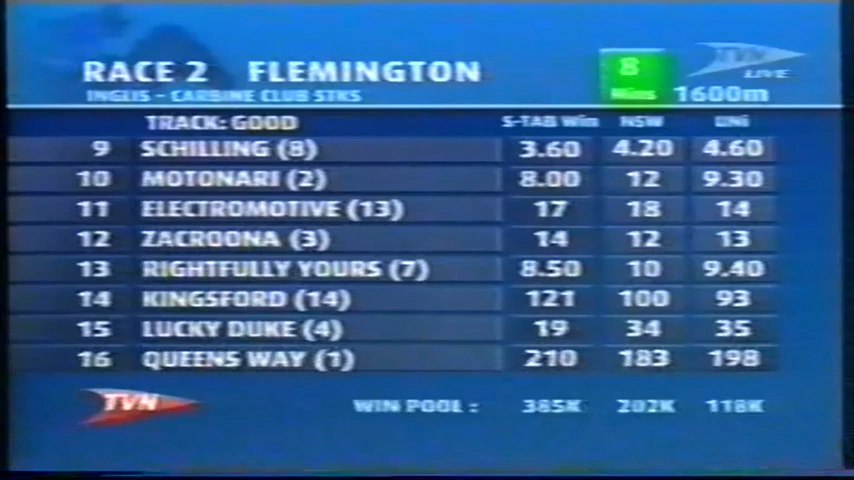 RACE 2 FLEMINGTON
8 Mins
TVN LIVE
INGLIS - CARBINE CLUB STKS
1600m
TRACK: GOOD S-TAB Win NSW UNi
9 SCHILLING (8) 3.60 4.20 4.60
10 MOTONARI (2) 8.00 12 9.30
11 ELECTROMOTIVE (13) 17 18 14
12 ZACROONA (3) 14 12 13
13 RIGHTFULLY YOURS (7) 8.50 10 9.40
14 KINGSFORD (14) 121 100 93
15 LUCKY DUKE (4) 19 34 35
16 QUEENS WAY (1) 210 183 198
TVN
WIN POOL : 385K 202K 118K